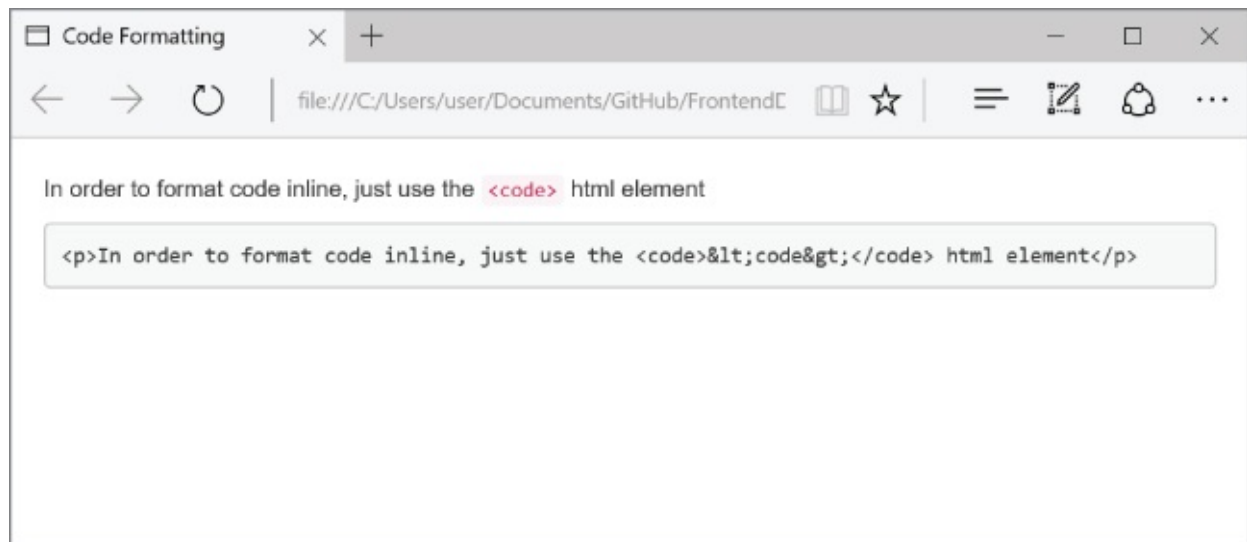 Code Formatting
file:///C:/Users/user/Documents/GitHub/FrontendD
In order to format code inline, just use the <code> html element
<p>In order to format code inline, just use the <code>&lt;code&gt;</code> html element</p>